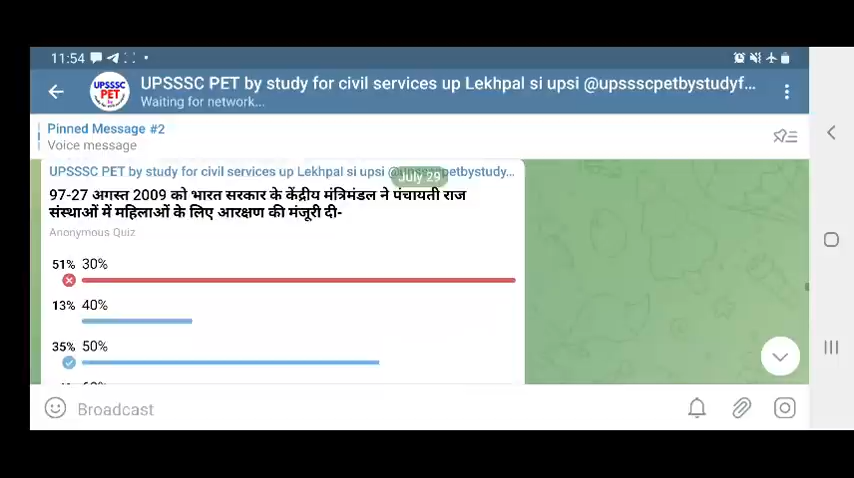 11:54
UPSSSC PET by study for civil services up Lekhpal si upsi @upssscpetbystudyf...
Waiting for network...
UPSSSC
PET
Pinned Message #2
Voice message
July 29
UPSSSC PET by study for civil services up Lekhpal si upsi
97-27 अगस्त 2009 को भारत सरकार के केंद्रीय मंत्रिमंडल ने पंचायती राज
संस्थाओं में महिलाओं के लिए आरक्षण की मंजूरी दी-
Anonymous Quiz
51% 30%
13% 40%
35% 50%
Broadcast